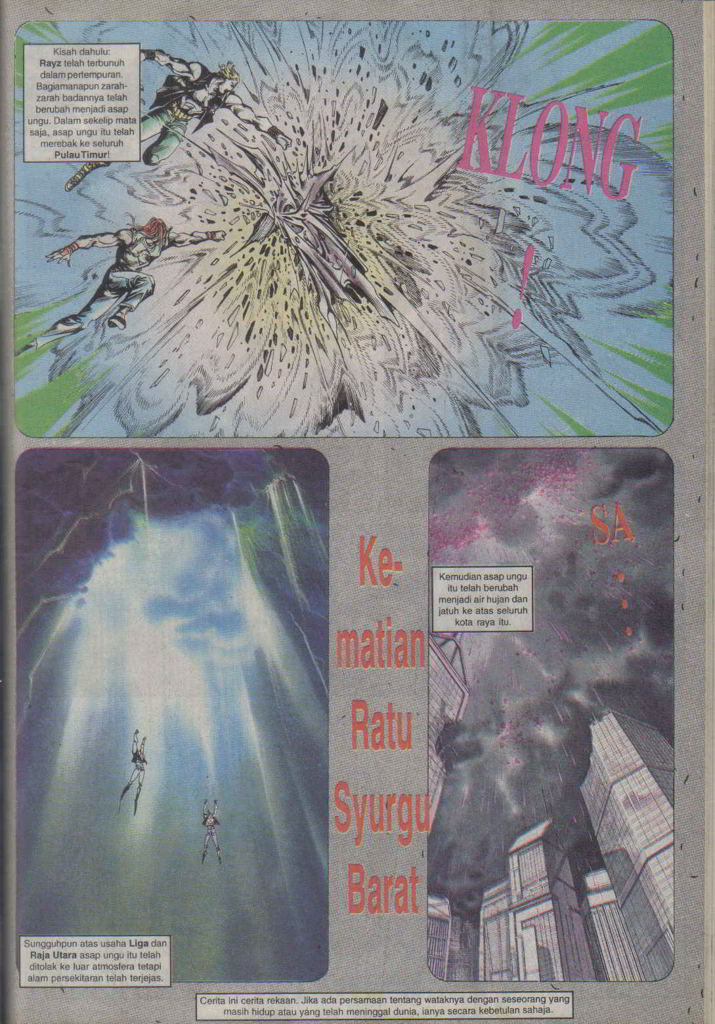 Kisah dahulu:
Rayz telah terbunuh
dalam pertempuran.
Bagiamanapun zarah-
zarah badannya telah
berubah menjadi asap
ungu. Dalam sekelip mata
saja, asap ungu itu telah
merebak ke seluruh
Pulau Timur!
KLONG
!
Ke-
matian
Ratu
Syurgu
Barat
SA
...
Kemudian asap ungu
itu telah berubah
menjadi air hujan dan
jatuh ke atas seluruh
kota raya itu.
Sungguhpun atas usaha Liga dan
Raja Utara asap ungu itu telah
ditolak ke luar atmosfera tetapi
alam persekitaran telah terjejas.
Cerita ini cerita rekaan. Jika ada persamaan tentang wataknya dengan seseorang yang
masih hidup atau yang telah meninggal dunia, ianya secara kebetulan sahaja.